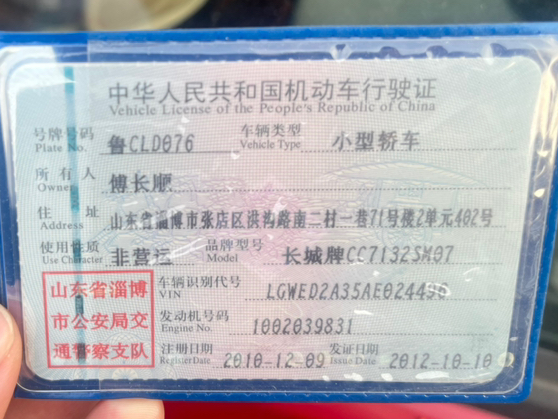 中华人民共和国机动车行驶证
Vehicle License of the People's Republic of China
号牌号码 Plate No. 鲁CLD076 车辆类型 Vehicle Type 小型轿车
所有人 Owner 博长顺
住址 Address 山东省淄博市张店区洪沟路南二村一巷71号楼2单元402号
使用性质 Use Character 非营运 品牌型号 Model 长城牌CC7132SM07
山东省淄博市公安局交通警察支队
车辆识别代号 VIN LGWED2A35AE024496
发动机号码 Engine No. 1002039831
注册日期 Register Date 2010-12-09 发证日期 Issue Date 2012-10-10